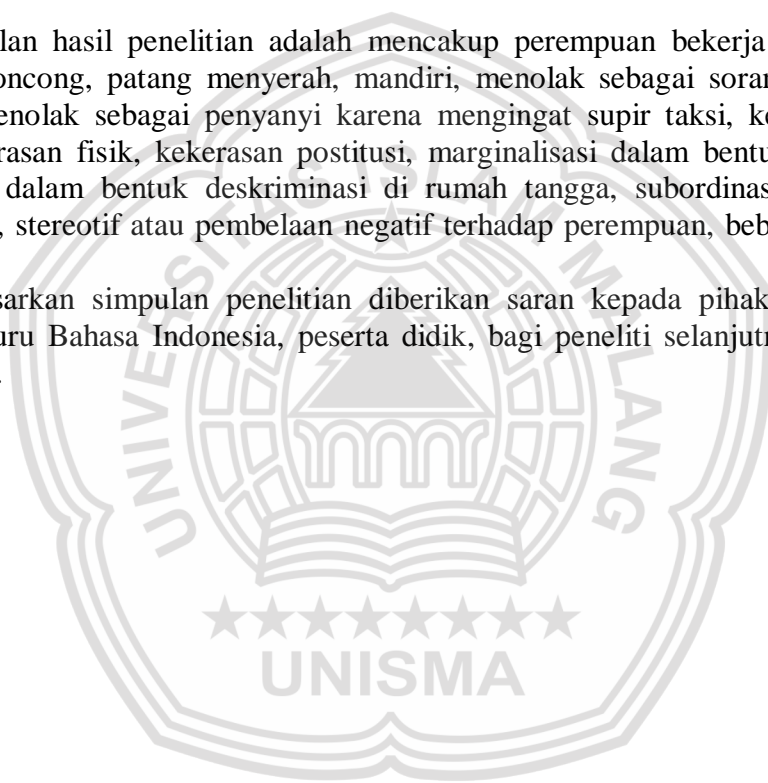 lan hasil penelitian adalah mencakup perempuan bekerja
oncong, patang menyerah, mandiri, menolak sebagai soran
enolak sebagai penyanyi karena mengingat supir taksi, ke
rasan fisik, kekerasan postitusi, marginalisasi dalam bentu
dalam bentuk deskriminasi di rumah tangga, subordinas
, stereotif atau pembelaan negatif terhadap perempuan, beb
sarkan simpulan penelitian diberikan saran kepada pihak
uru Bahasa Indonesia, peserta didik, bagi peneliti selanjutn
.
UNIVERSITAS ISLAM MALANG
UNISMA